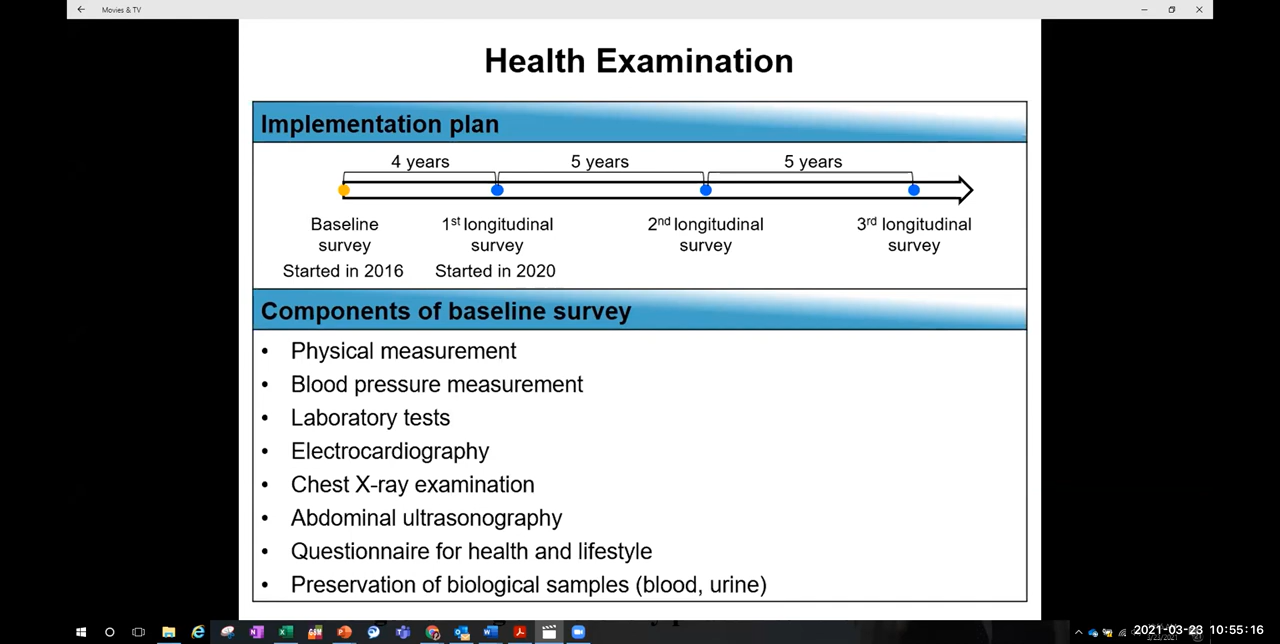 Movies & TV
Health Examination
Implementation plan
4 years 5 years 5 years
Baseline survey 1st longitudinal survey 2nd longitudinal survey 3rd longitudinal survey
Started in 2016 Started in 2020
Components of baseline survey
• Physical measurement
• Blood pressure measurement
• Laboratory tests
• Electrocardiography
• Chest X-ray examination
• Abdominal ultrasonography
• Questionnaire for health and lifestyle
• Preservation of biological samples (blood, urine)
2021-03-23 10:55:16